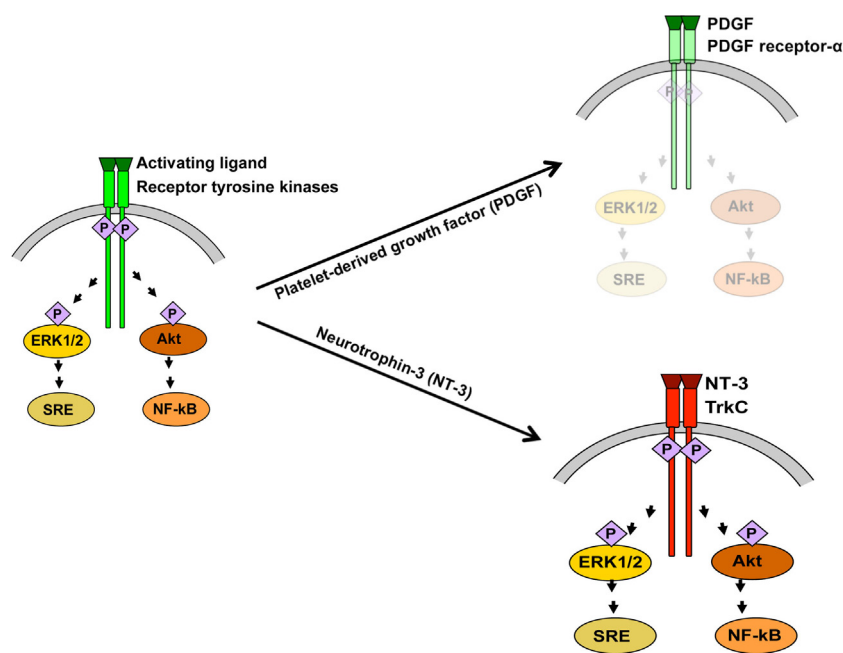 PDGF
PDGF receptor-α
P P
ERK1/2 Akt
SRE NF-kB
Activating ligand
Receptor tyrosine kinases
P P
P P
ERK1/2 Akt
SRE NF-kB
Platelet-derived growth factor (PDGF)
Neurotrophin-3 (NT-3)
NT-3
TrkC
P P
P P
ERK1/2 Akt
SRE NF-kB